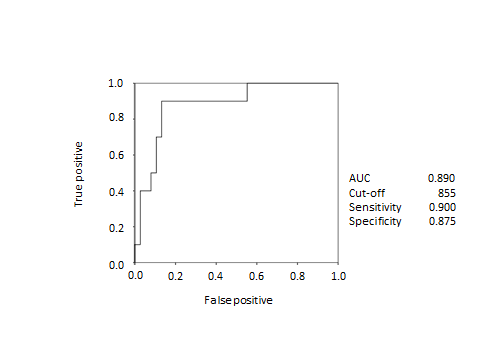 1.0
0.8
0.6
0.4
0.2
0.0
True positive
0.0 0.2 0.4 0.6 0.8 1.0
Falsepositive
AUC 0.890
Cut-off 855
Sensitivity 0.900
Specificity 0.875